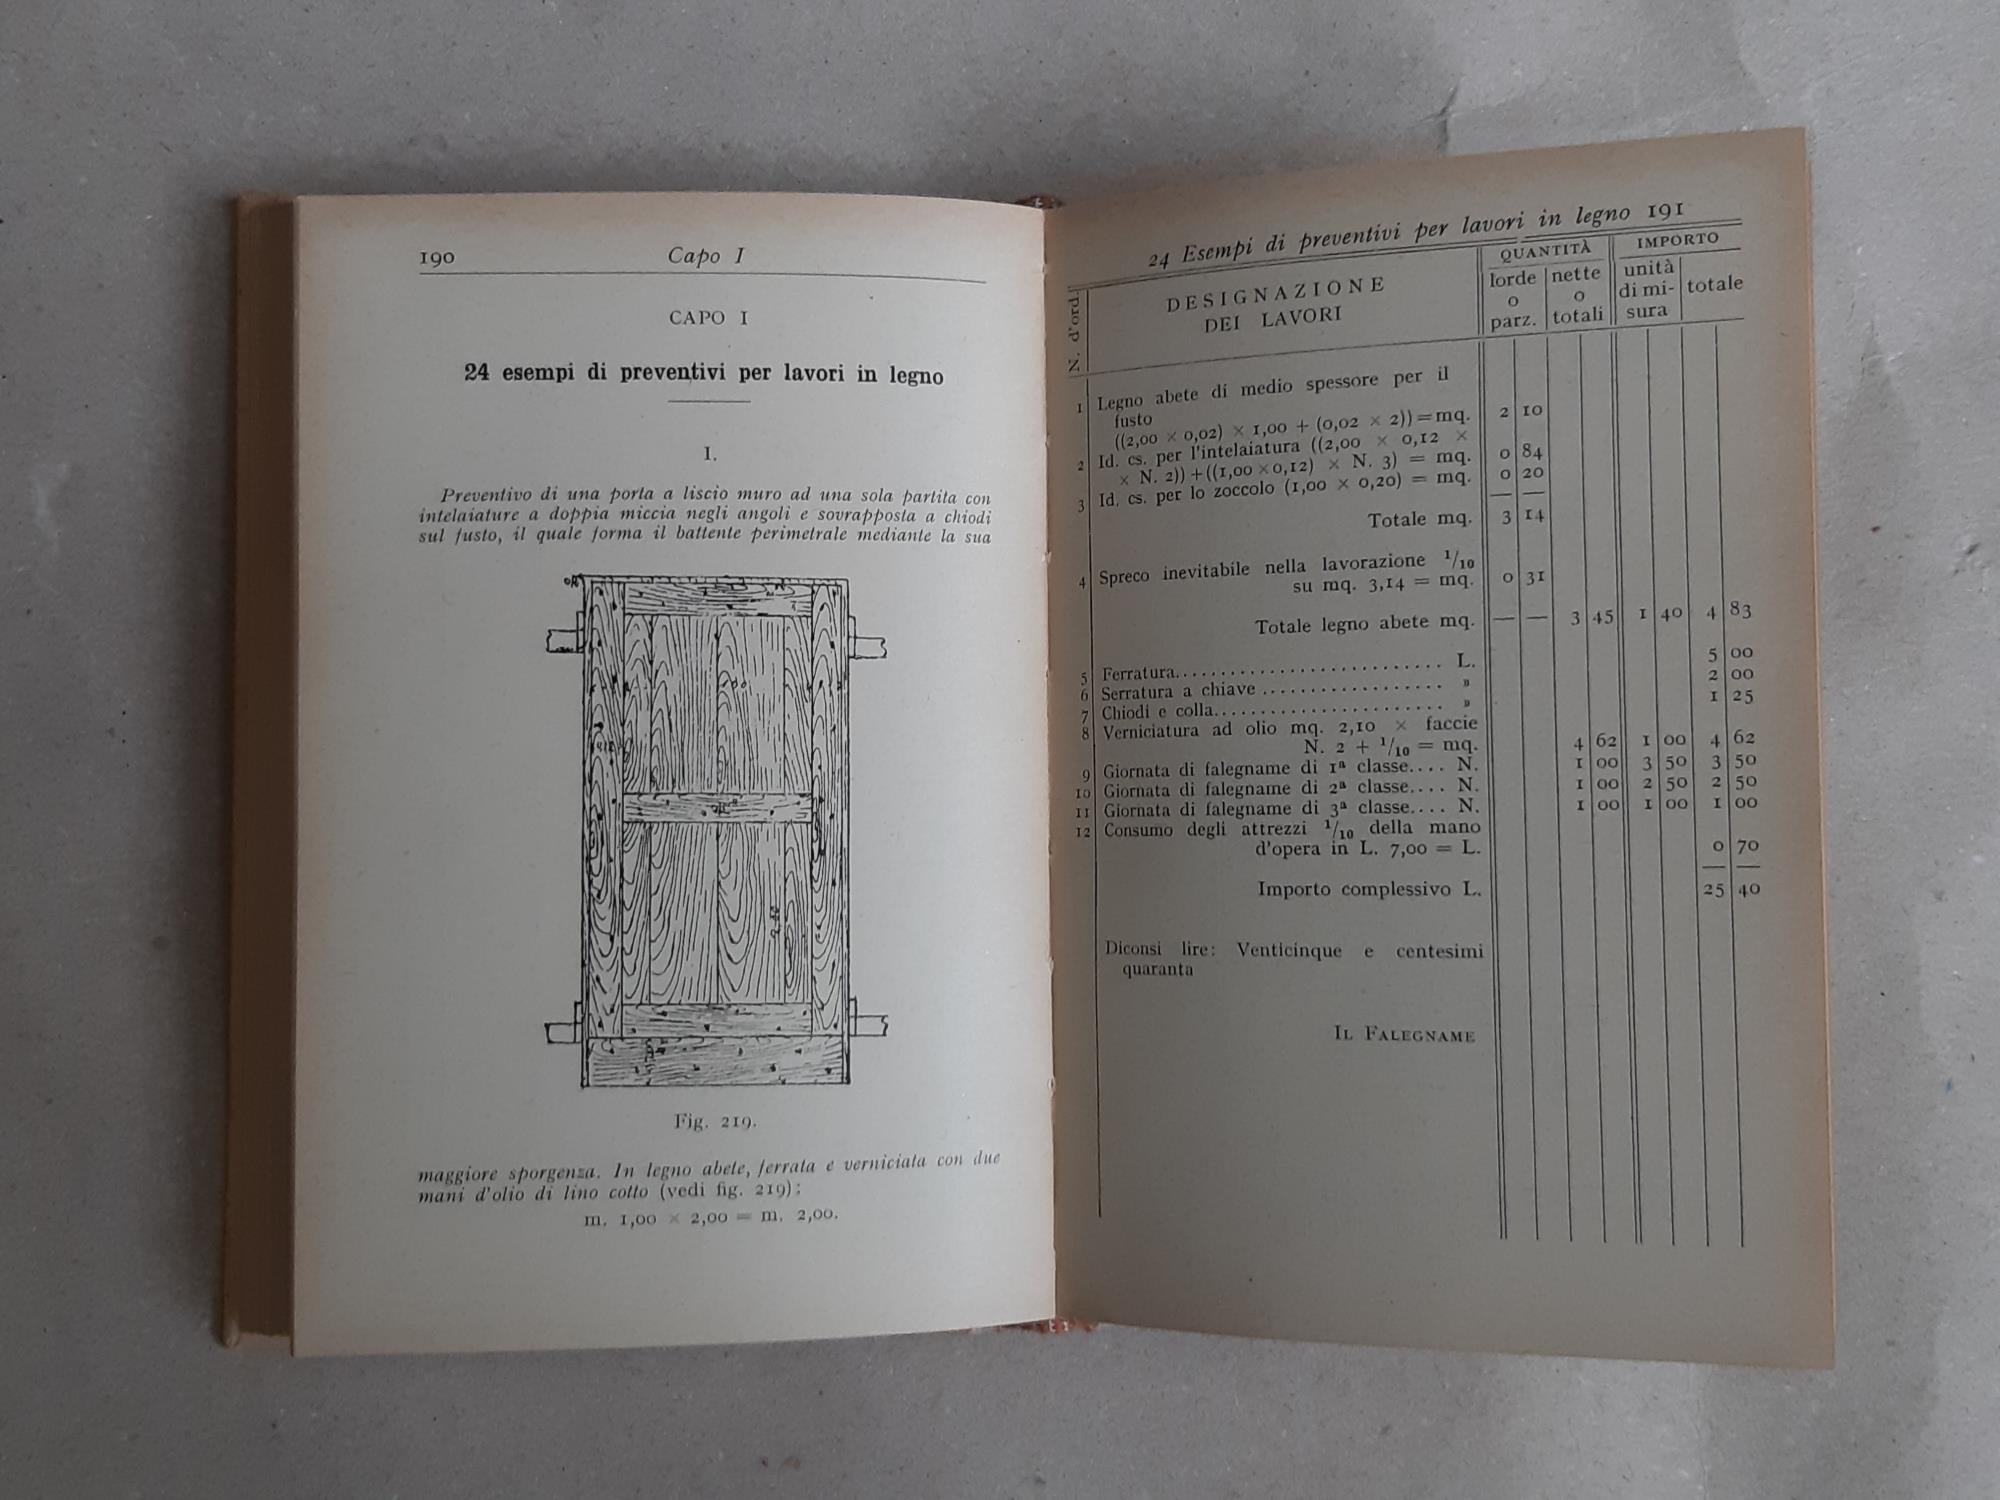 190
Capo I
CAPO I
24 esempi di preventivi per lavori in legno
I.
Preventivo di una porta a liscio muro ad una sola partita con
intelaiature a doppia miccia negli angoli e sovrapposta a chiodi
sul fusto, il quale forma il battente perimetrale mediante la sua
Fig. 219.
maggiore sporgenza. In legno abete, ferrata e verniciata con due
mani d'olio di lino cotto (vedi fig. 219):
m. 1,00 × 2,00 = m. 2,00.
24 Esempi di preventivi per lavori in legno 191
N. d'ord.
DESIGNAZIONE
DEI LAVORI
QUANTITÀ
lorde
o
parz.
nette
o
totali
IMPORTO
unità
di mi-
sura
totale
1 Legno abete di medio spessore per il
fusto
((2,00 × 0,02) × 1,00 + (0,02 × 2)) = mq. 2 10
2 Id. cs. per l'intelaiatura ((2,00 × 0,12 ×
× N. 2)) + ((1,00 × 0,12) × N. 3) = mq. 0 84
3 Id. cs. per lo zoccolo (1,00 × 0,20) = mq. 0 20
Totale mq. 3 14
4 Spreco inevitabile nella lavorazione 1/10
su mq. 3,14 = mq. 0 31
Totale legno abete mq. — — 3 45 1 40 4 83
5 Ferratura.......................... L. 5 00
6 Serratura a chiave .................. » 2 00
7 Chiodi e colla....................... » 1 25
8 Verniciatura ad olio mq. 2,10 × faccie
N. 2 + 1/10 = mq. 4 62 1 00 4 62
9 Giornata di falegname di 1ª classe.... N. 1 00 3 50 3 50
10 Giornata di falegname di 2ª classe.... N. 1 00 2 50 2 50
11 Giornata di falegname di 3ª classe.... N. 1 00 1 00 1 00
12 Consumo degli attrezzi 1/10 della mano
d'opera in L. 7,00 = L. 0 70
Importo complessivo L. 25 40
Diconsi lire: Venticinque e centesimi
quaranta
IL FALEGNAME